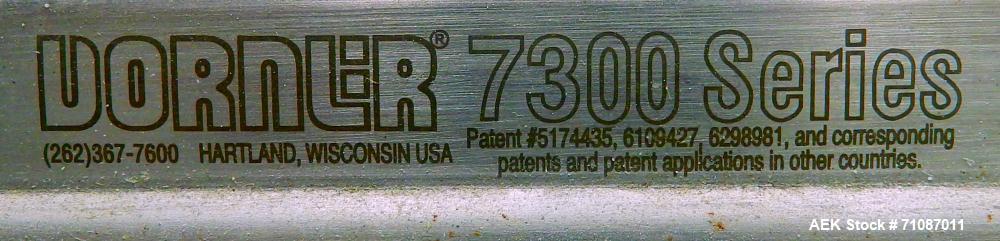 DORNER® 7300 Series
Patent #5174435, 6109427, 6298981, and corresponding
(262)367-7600 HARTLAND, WISCONSIN USA
patents and patent applications in other countries.
AEK Stock # 71087011